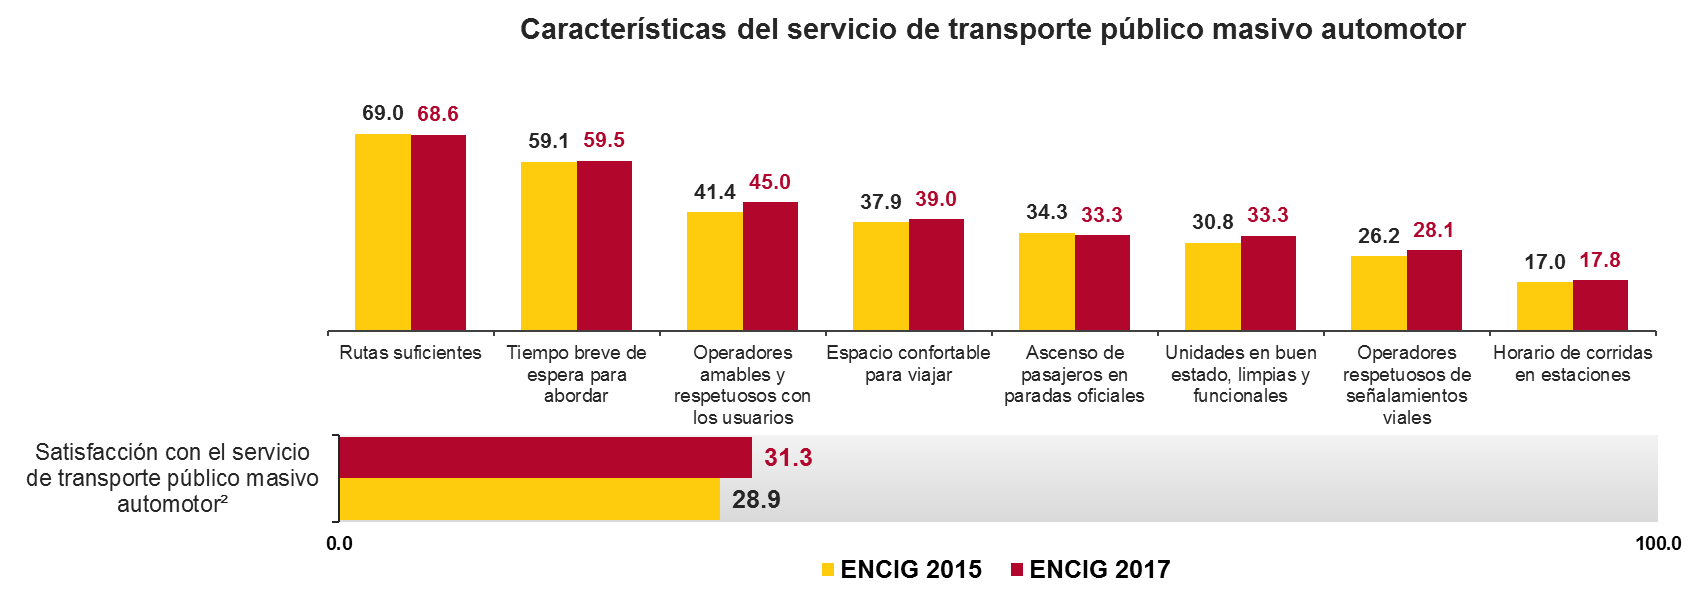 Características del servicio de transporte público masivo automotor
69.0 68.6
59.1 59.5
41.4 45.0
37.9 39.0
34.3 33.3
30.8 33.3
26.2 28.1
17.0 17.8
Rutas suficientes
Tiempo breve de
espera para
abordar
Operadores
amables y
respetuosos con
los usuarios
Espacio confortable
para viajar
Ascenso de
pasajeros en
paradas oficiales
Unidades en buen
estado, limpias y
funcionales
Operadores
respetuosos de
señalamientos
viales
Horario de corridas
en estaciones
Satisfacción con el servicio
de transporte público masivo
automotor²
31.3
28.9
0.0 100.0
ENCIG 2015 ENCIG 2017